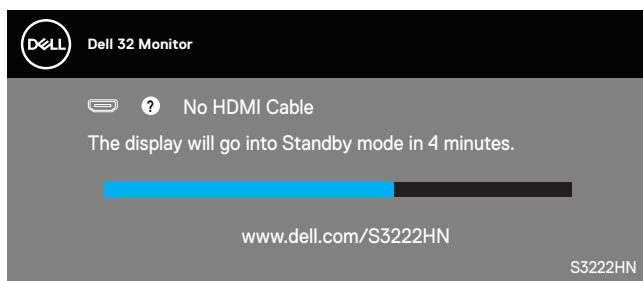 DELL
Dell 32 Monitor
? No HDMI Cable
The display will go into Standby mode in 4 minutes.
www.dell.com/S3222HN
S3222HN